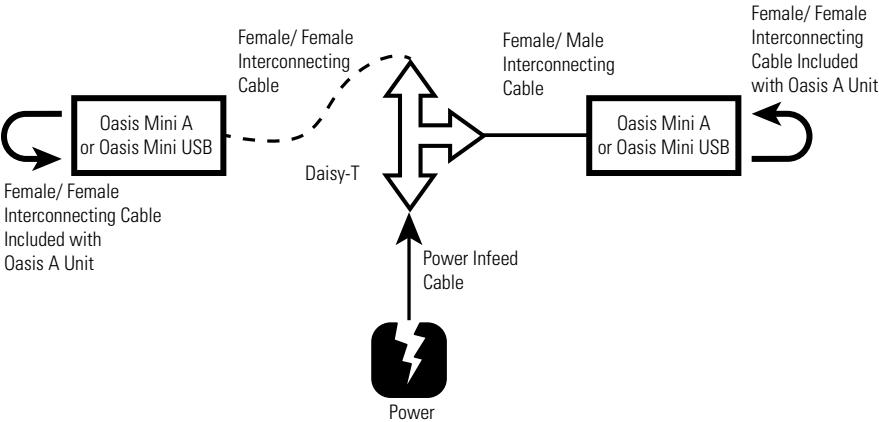 Female/ Female
Interconnecting
Cable
Female/ Male
Interconnecting
Cable
Female/ Female
Interconnecting
Cable Included
with Oasis A Unit
Oasis Mini A
or Oasis Mini USB
Oasis Mini A
or Oasis Mini USB
Daisy-T
Female/ Female
Interconnecting Cable
Included with
Oasis A Unit
Power Infeed
Cable
Power